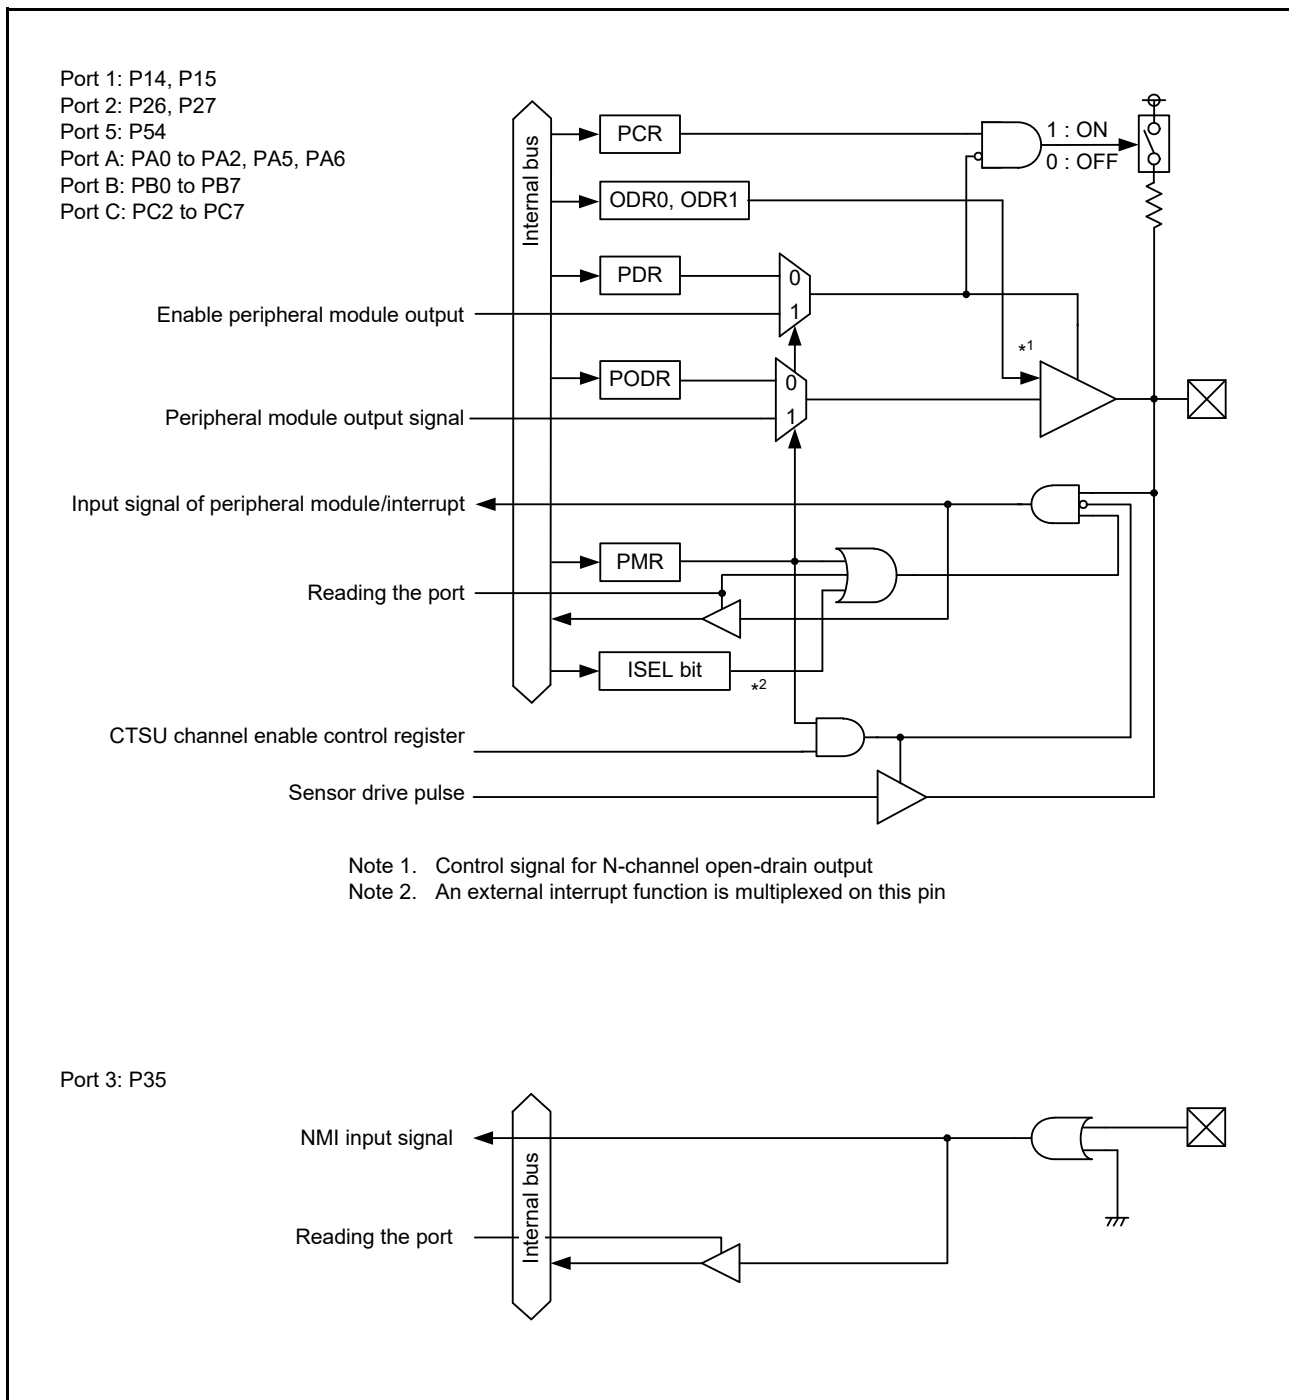 Port 1: P14, P15
Port 2: P26, P27
Port 5: P54
Port A: PA0 to PA2, PA5, PA6
Port B: PB0 to PB7
Port C: PC2 to PC7
Internal bus
PCR
1 : ON
0 : OFF
ODR0, ODR1
PDR
0
1
Enable peripheral module output
*1
PODR
0
1
Peripheral module output signal
Input signal of peripheral module/interrupt
PMR
Reading the port
ISEL bit
*2
CTSU channel enable control register
Sensor drive pulse
Note 1. Control signal for N-channel open-drain output
Note 2. An external interrupt function is multiplexed on this pin
Port 3: P35
NMI input signal
Internal bus
Reading the port